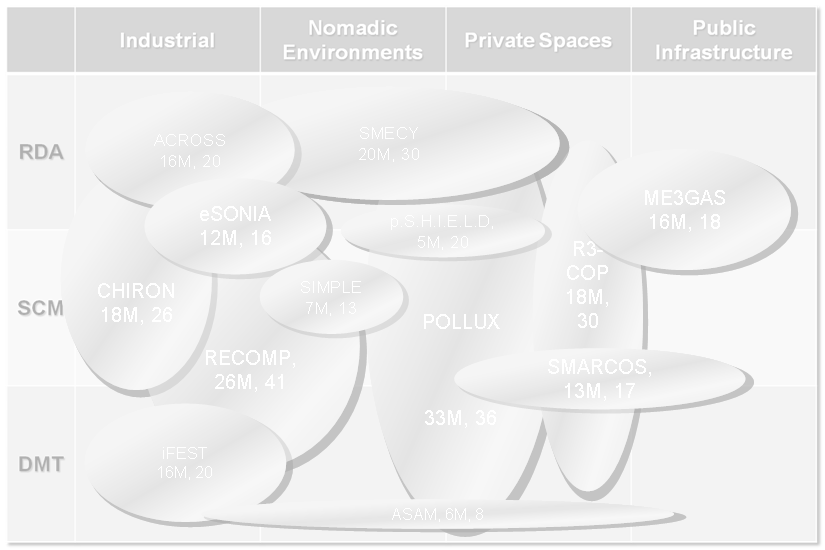 Industrial
Nomadic
Environments
Private Spaces
Public
Infrastructure
RDA
ACROSS
16M, 20
SMECY
20M, 30
ME3GAS
16M, 18
eSONIA
12M, 16
p.S.H.I.E.L.D,
5M, 20
R3-
COP
18M,
30
SCM
CHIRON
18M, 26
SIMPLE
7M, 13
POLLUX
33M, 36
RECOMP,
26M, 41
SMARCOS,
13M, 17
DMT
iFEST
16M, 20
ASAM, 6M, 8